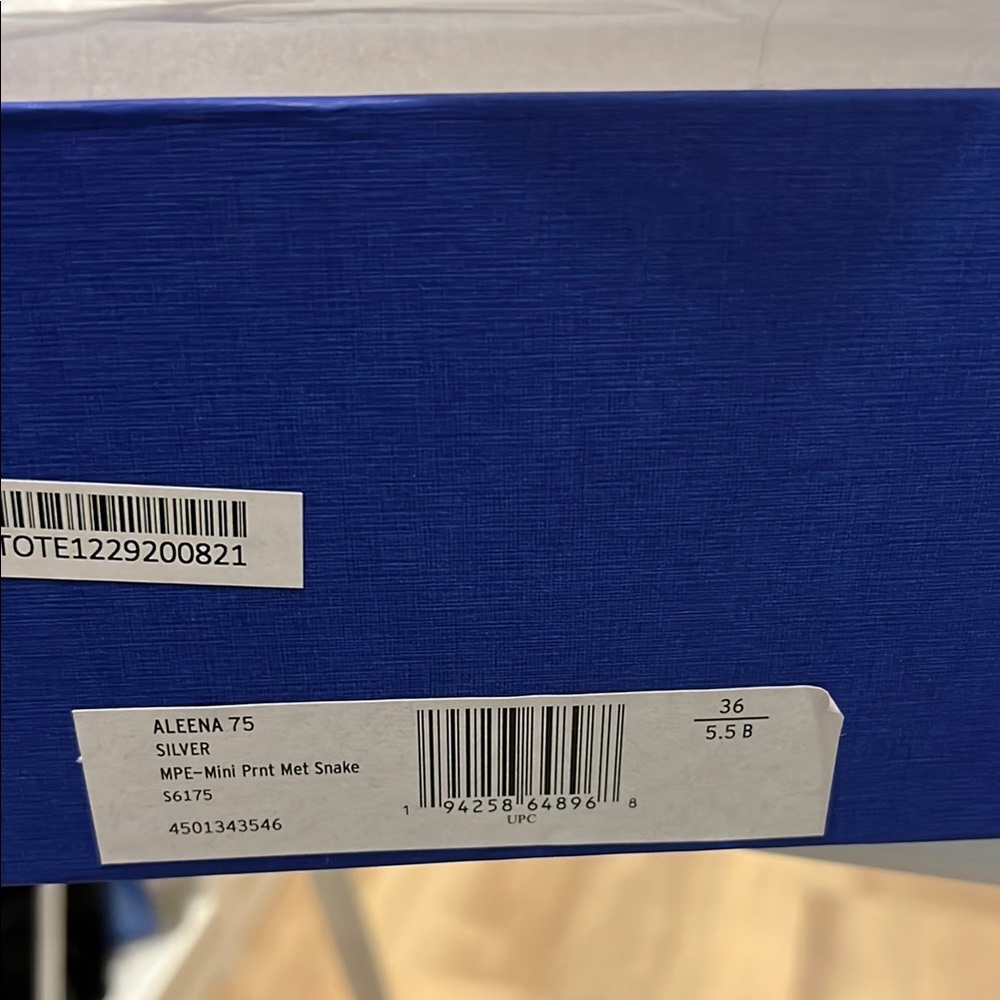 TOTE1229200821
ALEENA 75
SILVER
MPE-Mini Prnt Met Snake
S6175
4501343546
1 94258 64896 8
UPC
36
5.5 B